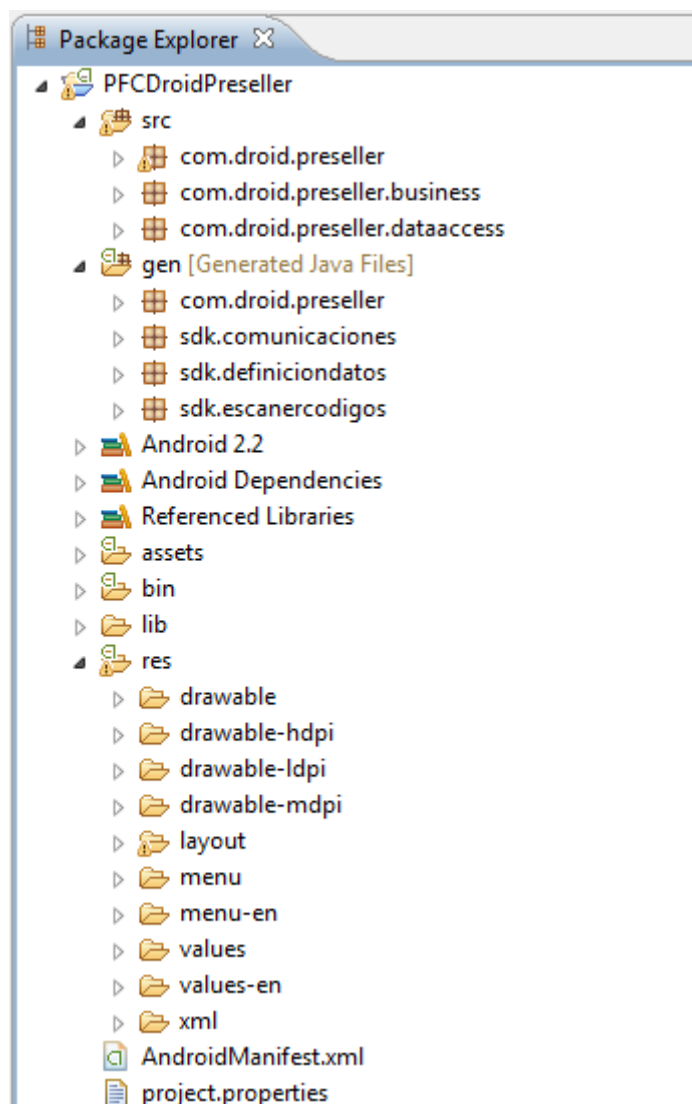 Package Explorer
PFCDroidPreseller
src
com.droid.preseller
com.droid.preseller.business
com.droid.preseller.dataaccess
gen [Generated Java Files]
com.droid.preseller
sdk.comunicaciones
sdk.definiciondatos
sdk.escanercodigos
Android 2.2
Android Dependencies
Referenced Libraries
assets
bin
lib
res
drawable
drawable-hdpi
drawable-ldpi
drawable-mdpi
layout
menu
menu-en
values
values-en
xml
AndroidManifest.xml
project.properties